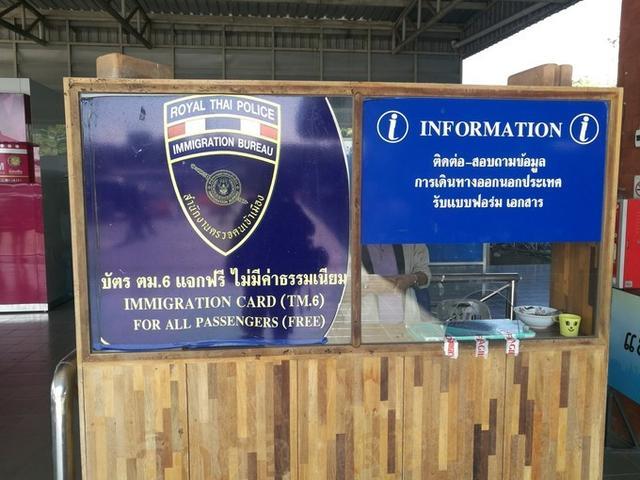 ROYAL THAI POLICE
IMMIGRATION BUREAU
สำนักงานตรวจคนเข้าเมือง
บัตร ตม.6 แจกฟรี ไม่มีค่าธรรมเนียม
IMMIGRATION CARD (TM.6)
FOR ALL PASSENGERS (FREE)
i INFORMATION i
ติดต่อ-สอบถามข้อมูล
การเดินทางออกนอกประเทศ
รับแบบฟอร์ม เอกสาร